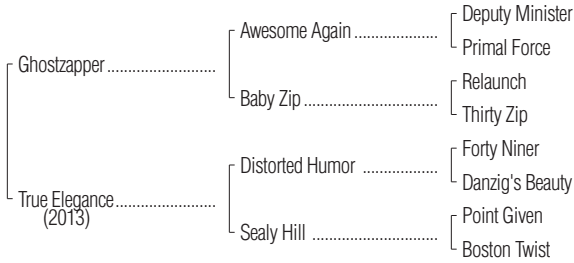 Deputy Minister
Awesome Again ..................
Primal Force
Ghostzapper ........................
Relaunch
Baby Zip .............................
Thirty Zip
Forty Niner
Distorted Humor ................
Danzig's Beauty
True Elegance......................
(2013)
Point Given
Sealy Hill ...........................
Boston Twist